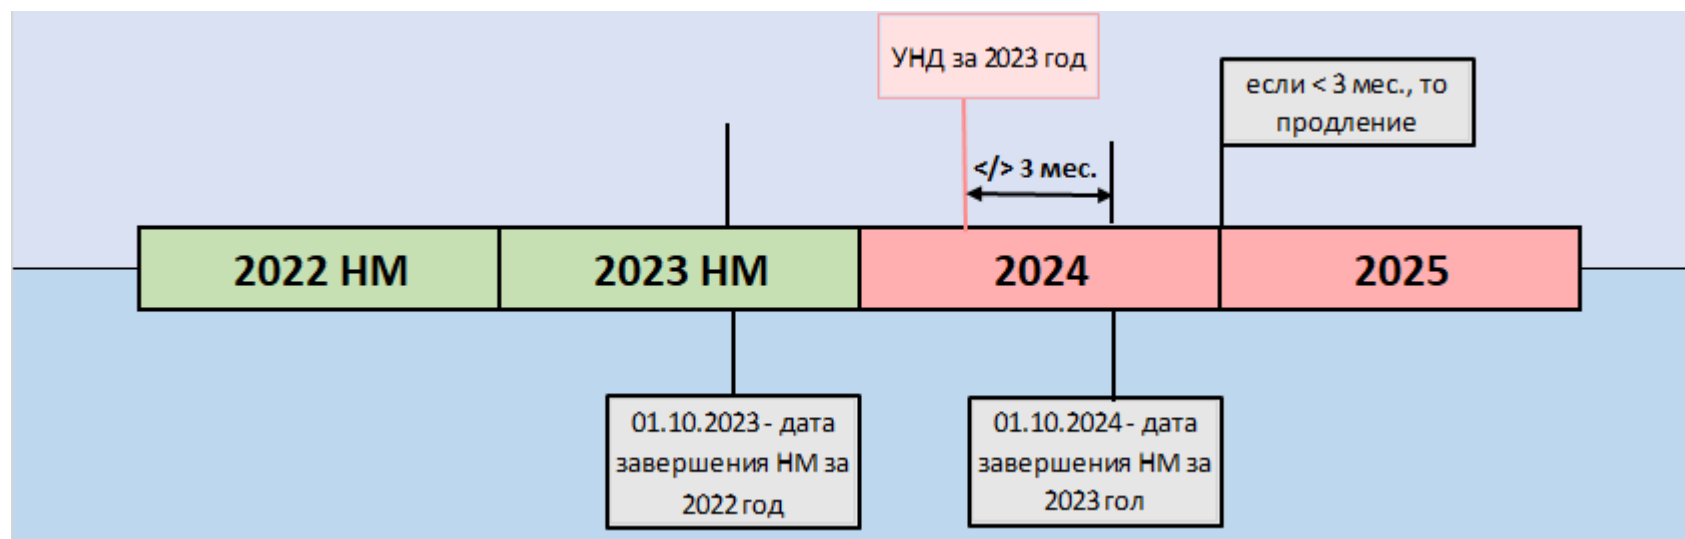 УНД за 2023 год
если < 3 мес., то
продление
</> 3 мес.
2022 НМ
2023 НМ
2024
2025
01.10.2023 - дата
завершения НМ за
2022 год
01.10.2024 - дата
завершения НМ за
2023 гол